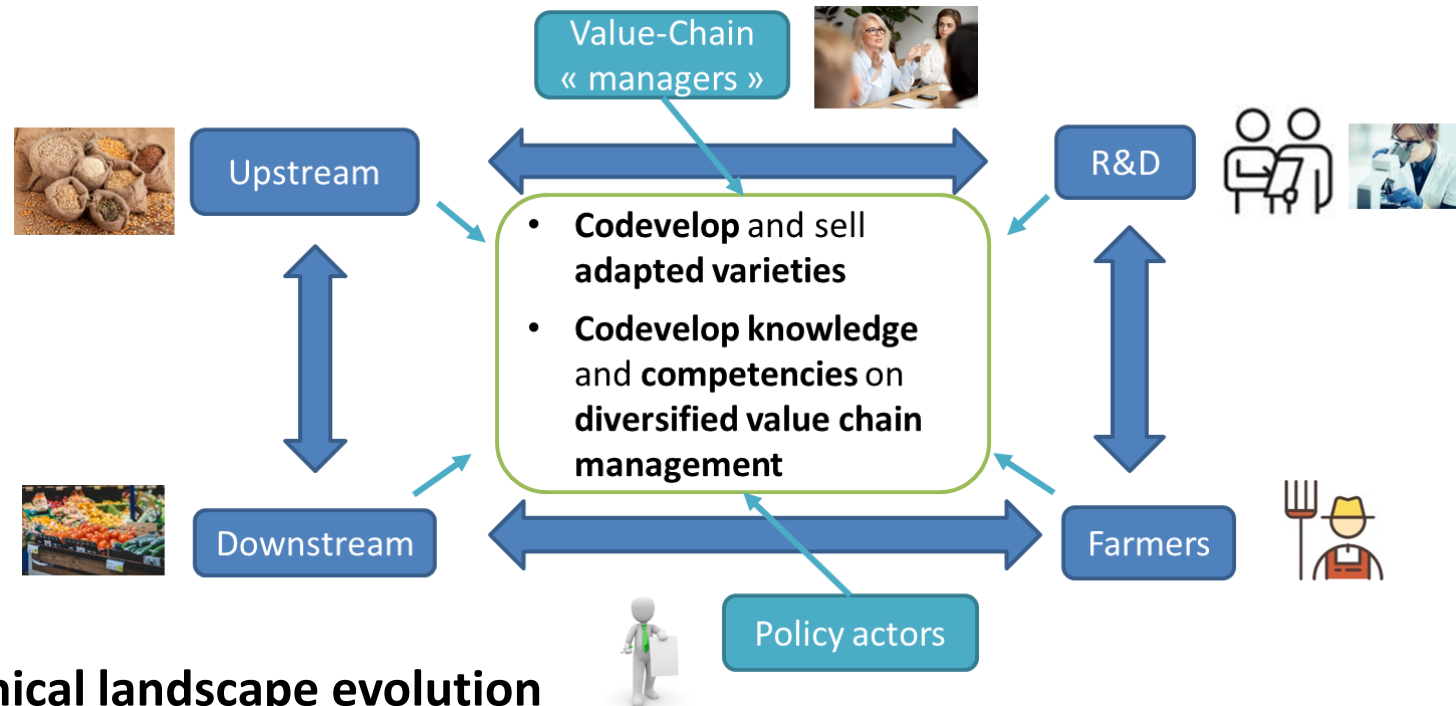 Value-Chain
« managers »
Upstream
R&D
• Codevelop and sell
adapted varieties
• Codevelop knowledge
and competencies on
diversified value chain
management
Downstream
Farmers
Policy actors
nical landscape evolution